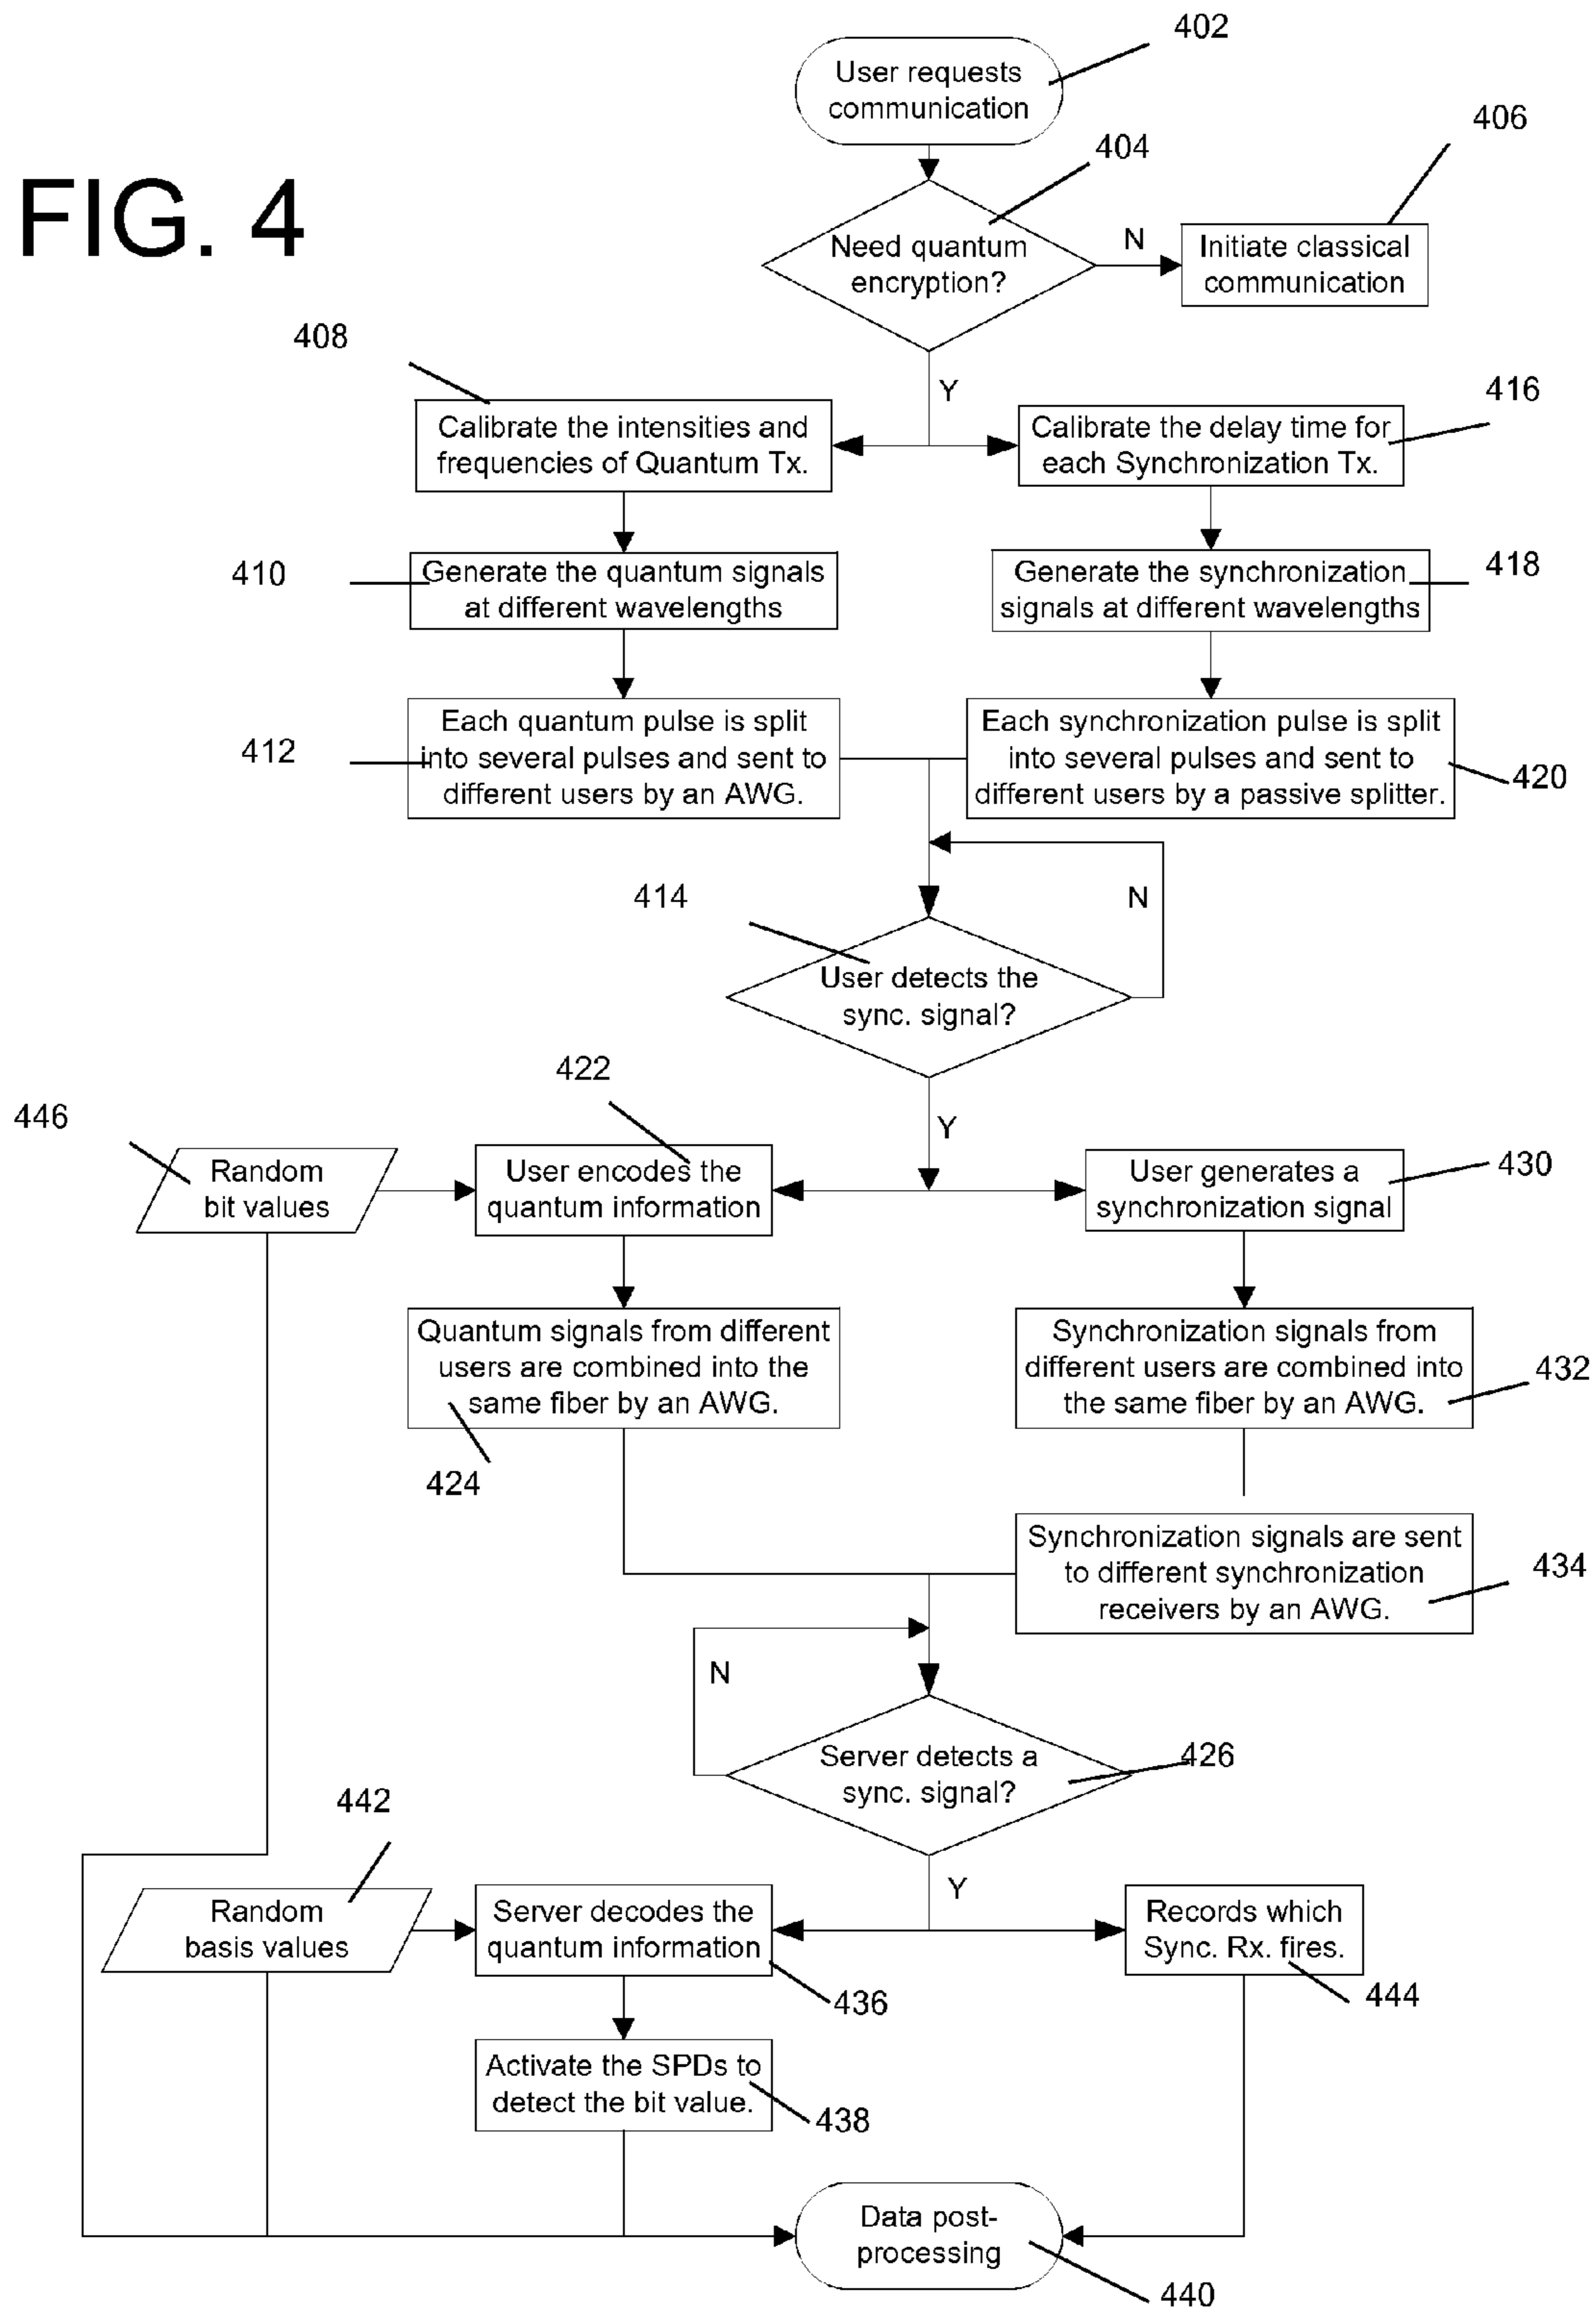 402
User requests
communication
404
406
FIG. 4
Need quantum
encryption?
N
Initiate classical
communication
408
Y
416
Calibrate the intensities and
frequencies of Quantum Tx.
Calibrate the delay time for
each Synchronization Tx.
410
Generate the quantum signals
at different wavelengths
Generate the synchronization
signals at different wavelengths
418
412
Each quantum pulse is split
into several pulses and sent to
different users by an AWG.
Each synchronization pulse is split
into several pulses and sent to
different users by a passive splitter.
420
414
N
User detects the
sync. signal?
422
446
Y
Random
bit values
User encodes the
quantum information
User generates a
synchronization signal
430
Quantum signals from different
users are combined into the
same fiber by an AWG.
Synchronization signals from
different users are combined into
the same fiber by an AWG.
432
424
Synchronization signals are sent
to different synchronization
receivers by an AWG.
434
N
Server detects a
sync. signal?
426
442
Y
Random
basis values
Server decodes the
quantum information
Records which
Sync. Rx. fires.
436
444
Activate the SPDs to
detect the bit value.
438
Data post-
processing
440